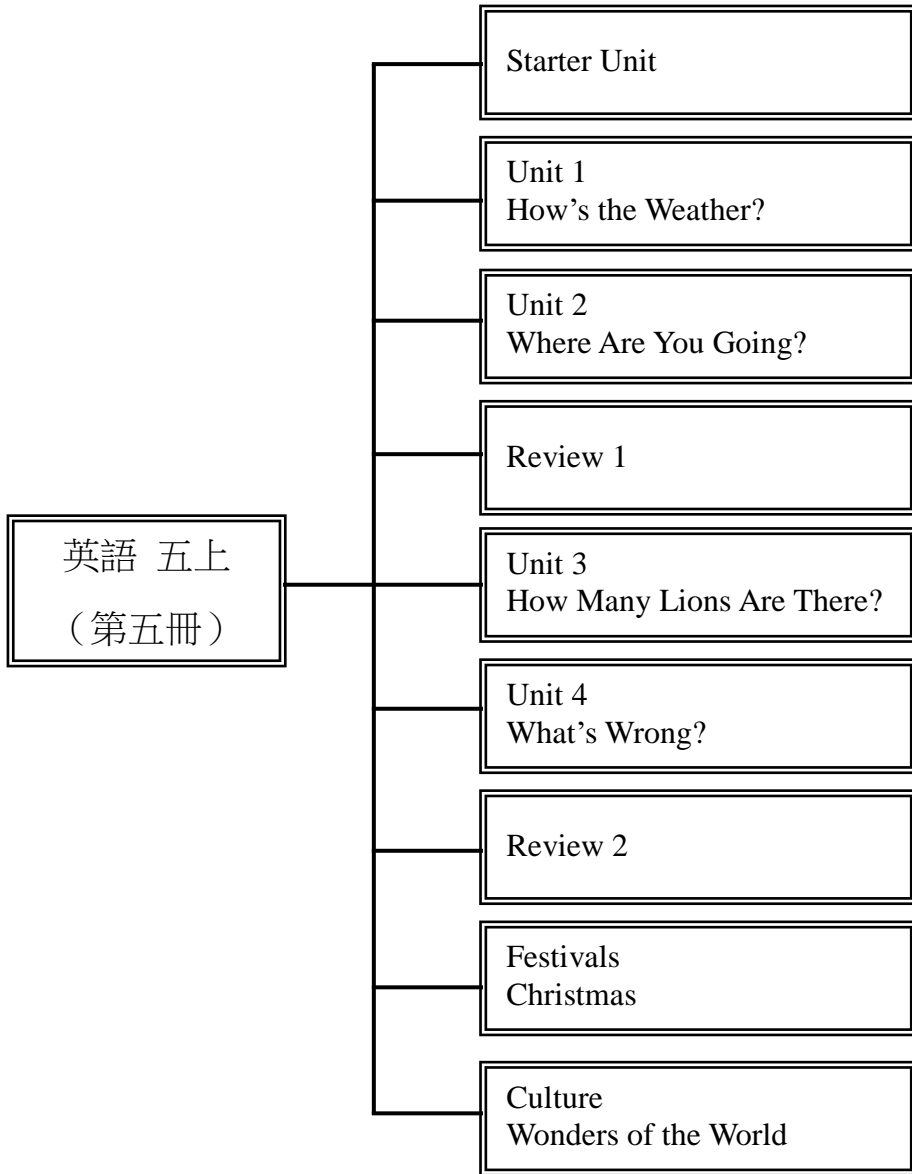 英語 五上
（第五冊）
Starter Unit
Unit 1
How’s the Weather?
Unit 2
Where Are You Going?
Review 1
Unit 3
How Many Lions Are There?
Unit 4
What’s Wrong?
Review 2
Festivals
Christmas
Culture
Wonders of the World